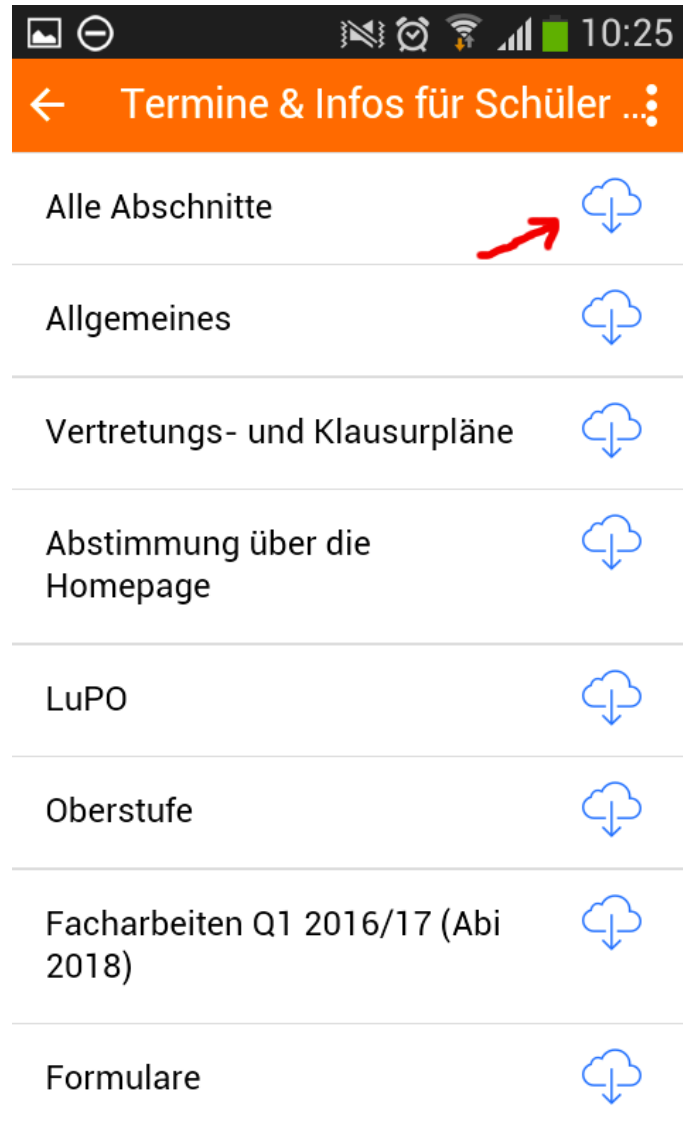 10:25
Termine & Infos für Schüler ...
Alle Abschnitte
Allgemeines
Vertretungs- und Klausurpläne
Abstimmung über die
Homepage
LuPO
Oberstufe
Facharbeiten Q1 2016/17 (Abi
2018)
Formulare